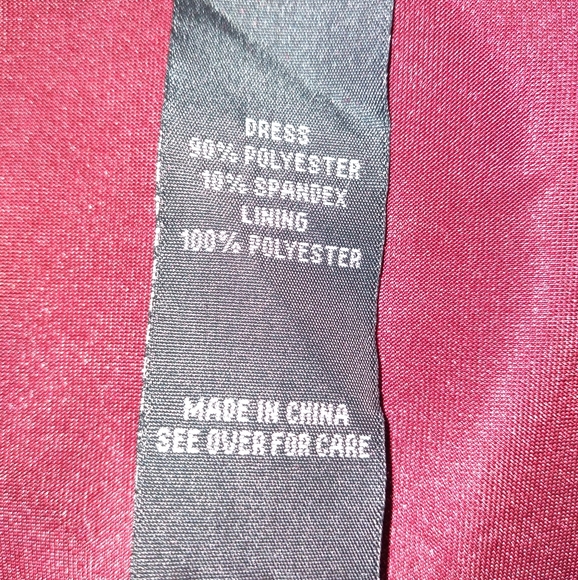 DRESS
90% POLYESTER
10% SPANDEX
LINING
100% POLYESTER
MADE IN CHINA
SEE OVER FOR CARE